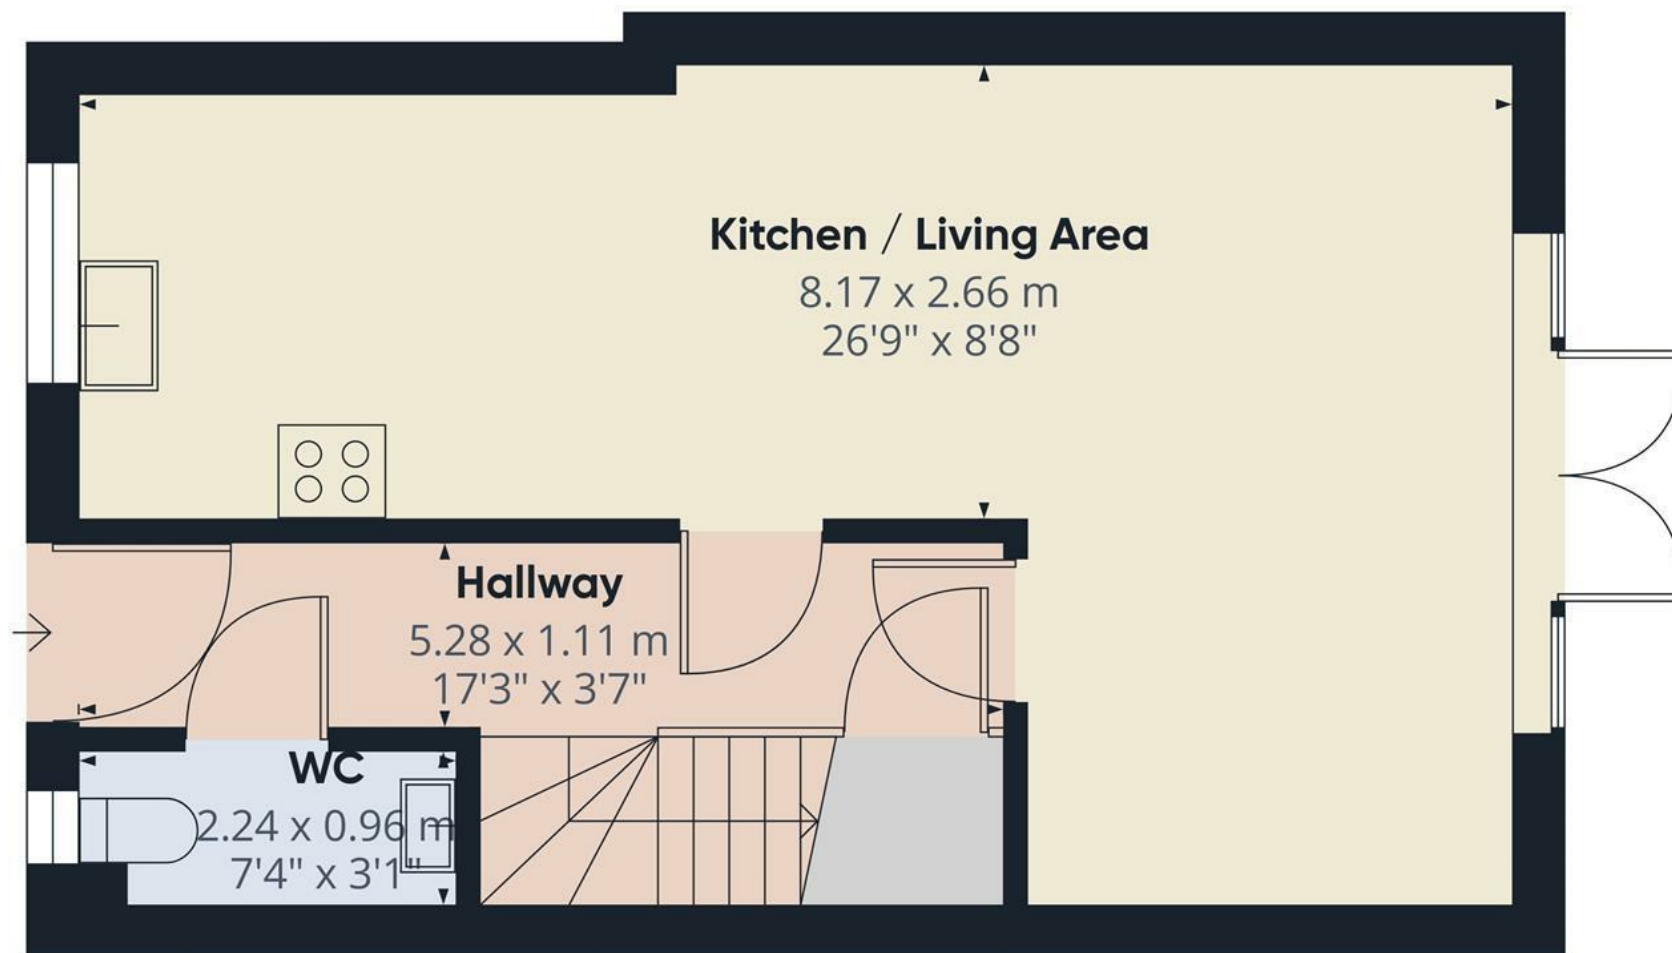 Kitchen / Living Area
8.17 x 2.66 m
26'9" x 8'8"
Hallway
5.28 x 1.11 m
17'3" x 3'7"
WC
2.24 x 0.96 m
7'4" x 3'1"